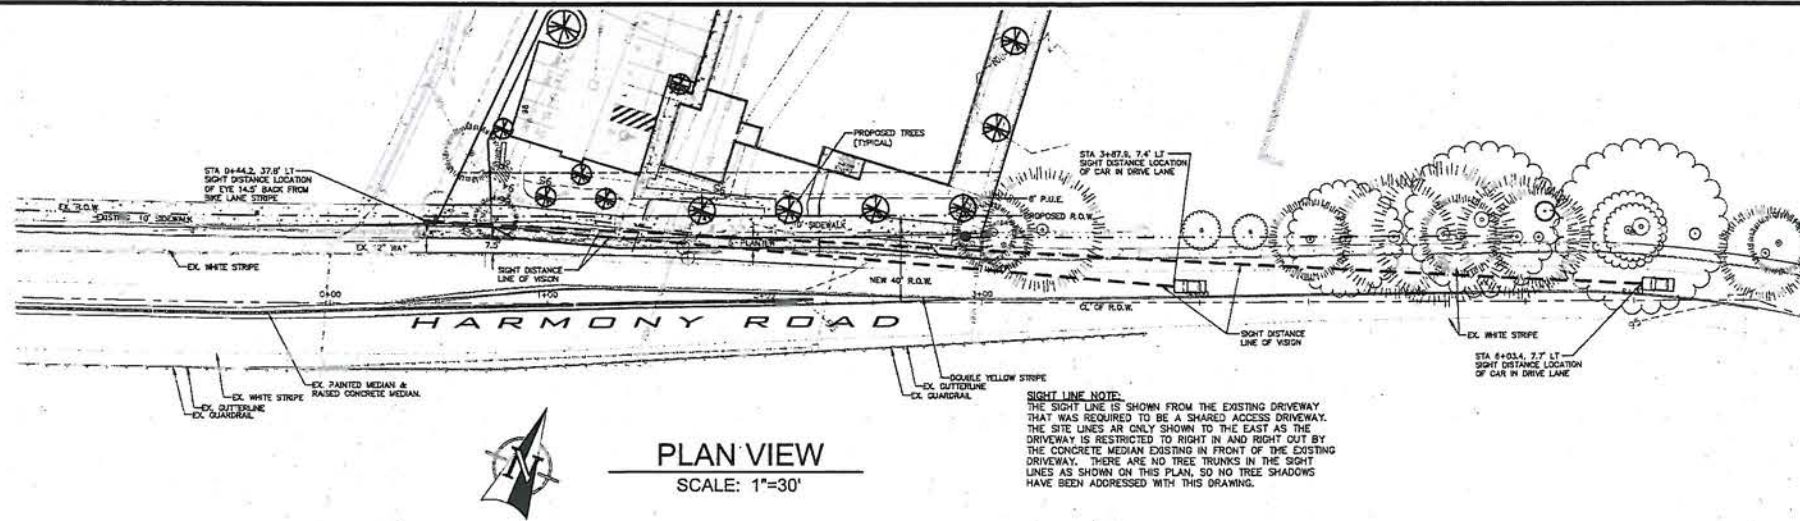 PROPOSED TREES
(TYPICAL)
STA 0+44.2, 37.8' LT
SIGHT DISTANCE LOCATION
OF EYE 14.5' BACK FROM
BIKE LANE STRIPE
STA 3+87.9, 7.4' LT
SIGHT DISTANCE LOCATION
OF CAR IN DRIVE LANE
6' P.U.E.
PROPOSED R.O.W.
EX. R.O.W.
EXISTING 10' SIDEWALK
SIDEWALK
PLANTER
7.5'
EX. WHITE STRIPE
SIGHT DISTANCE
LINE OF VISION
NEW 40' R.O.W.
0+00
1+00
3+00
CL OF R.O.W.
HARMONY ROAD
SIGHT DISTANCE
LINE OF VISION
EX. WHITE STRIPE
95
STA 6+03.4, 7.7' LT
SIGHT DISTANCE LOCATION
OF CAR IN DRIVE LANE
EX. PAINTED MEDIAN &
RAISED CONCRETE MEDIAN.
EX. WHITE STRIPE
EX. GUTTERLINE
EX. GUARDRAIL
DOUBLE YELLOW STRIPE
EX. GUTTERLINE
EX. GUARDRAIL
N
PLAN VIEW
SCALE: 1"=30'
SIGHT LINE NOTE:
THE SIGHT LINE IS SHOWN FROM THE EXISTING DRIVEWAY
THAT WAS REQUIRED TO BE A SHARED ACCESS DRIVEWAY.
THE SITE LINES AR ONLY SHOWN TO THE EAST AS THE
DRIVEWAY IS RESTRICTED TO RIGHT IN AND RIGHT OUT BY
THE CONCRETE MEDIAN EXISTING IN FRONT OF THE EXISTING
DRIVEWAY. THERE ARE NO TREE TRUNKS IN THE SIGHT
LINES AS SHOWN ON THIS PLAN, SO NO TREE SHADOWS
HAVE BEEN ADDRESSED WITH THIS DRAWING.